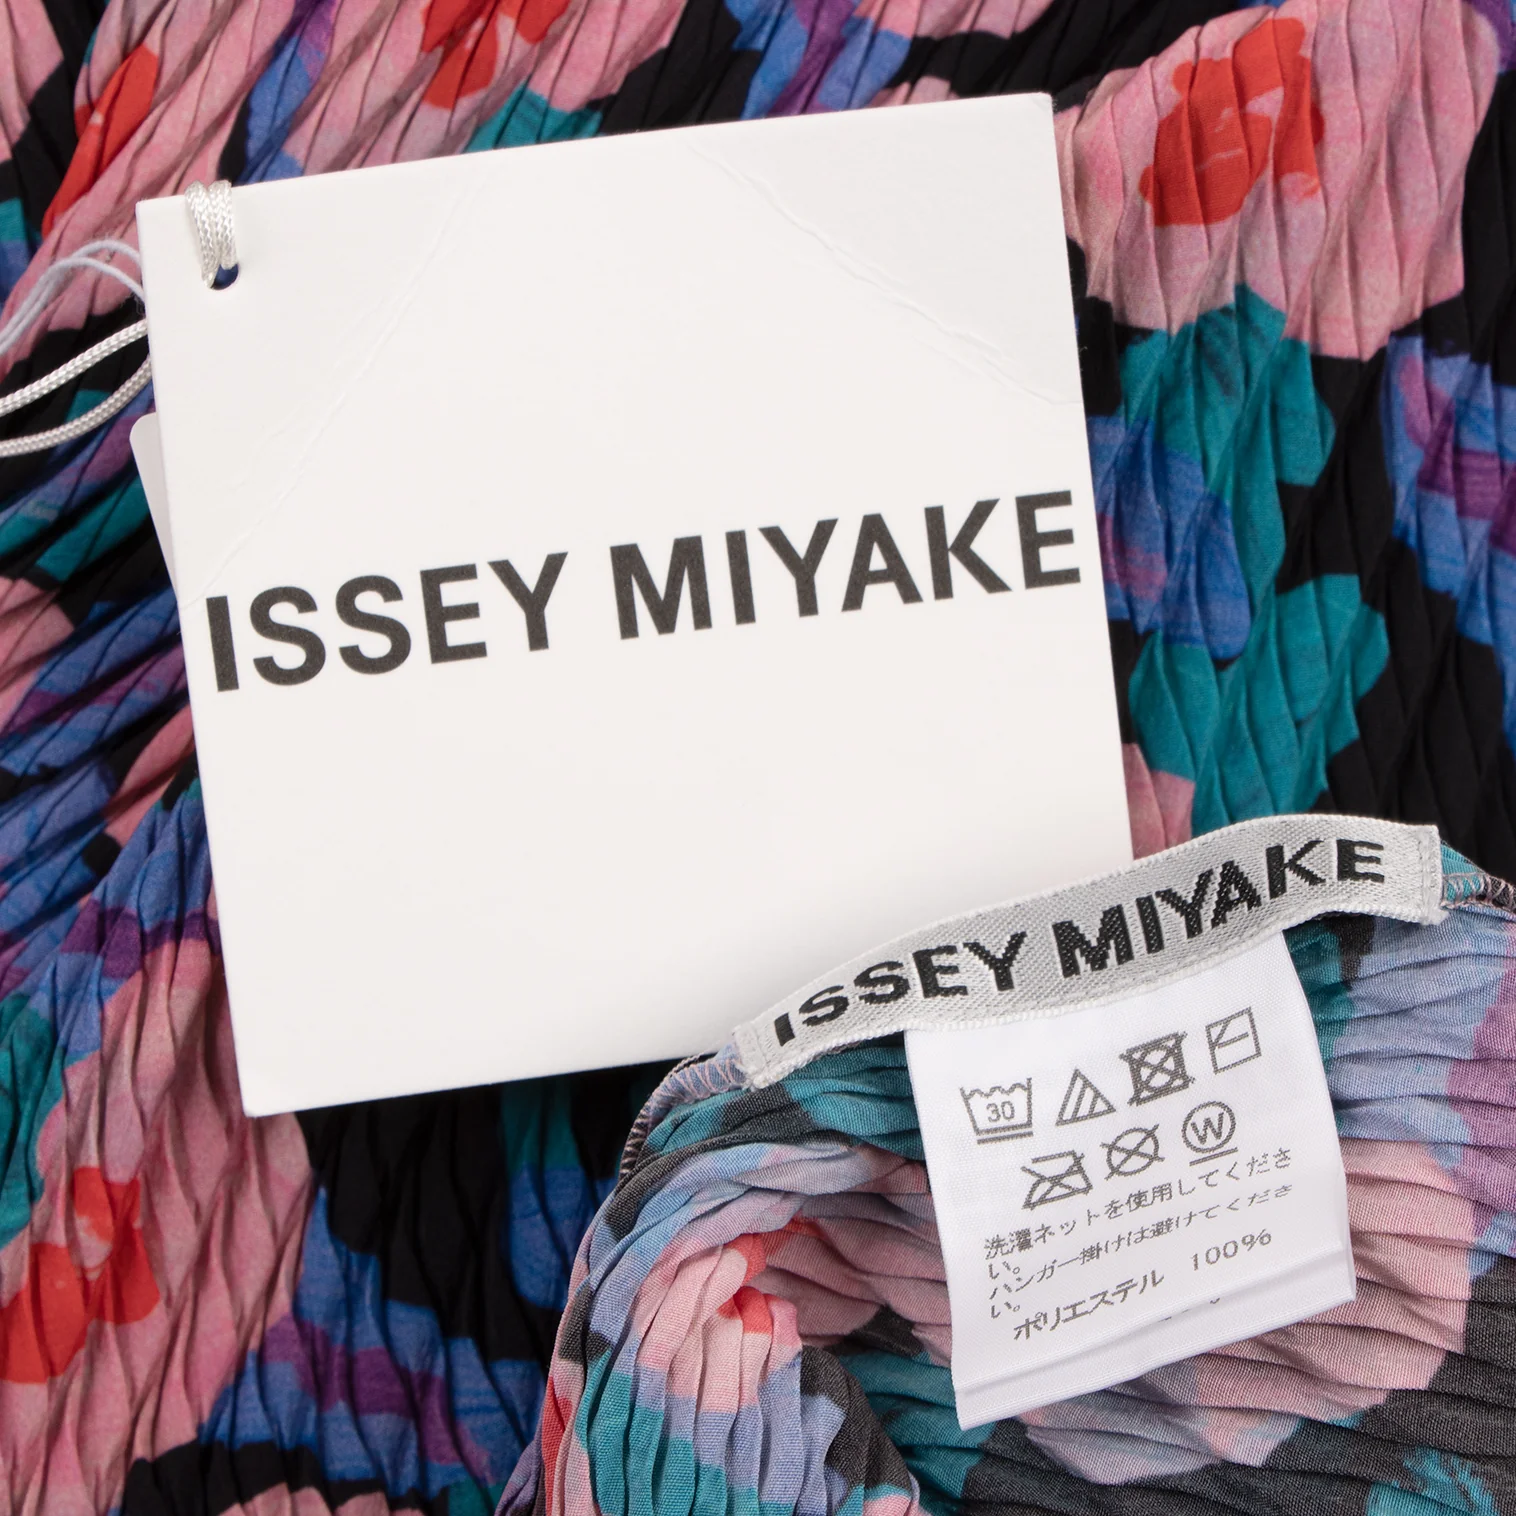 ISSEY MIYAKE
ISSEY MIYAKE
30
W
洗濯ネットを使用してくださ
い。
ハンガー掛けは避けてくださ
い。
ポリエステル 100%